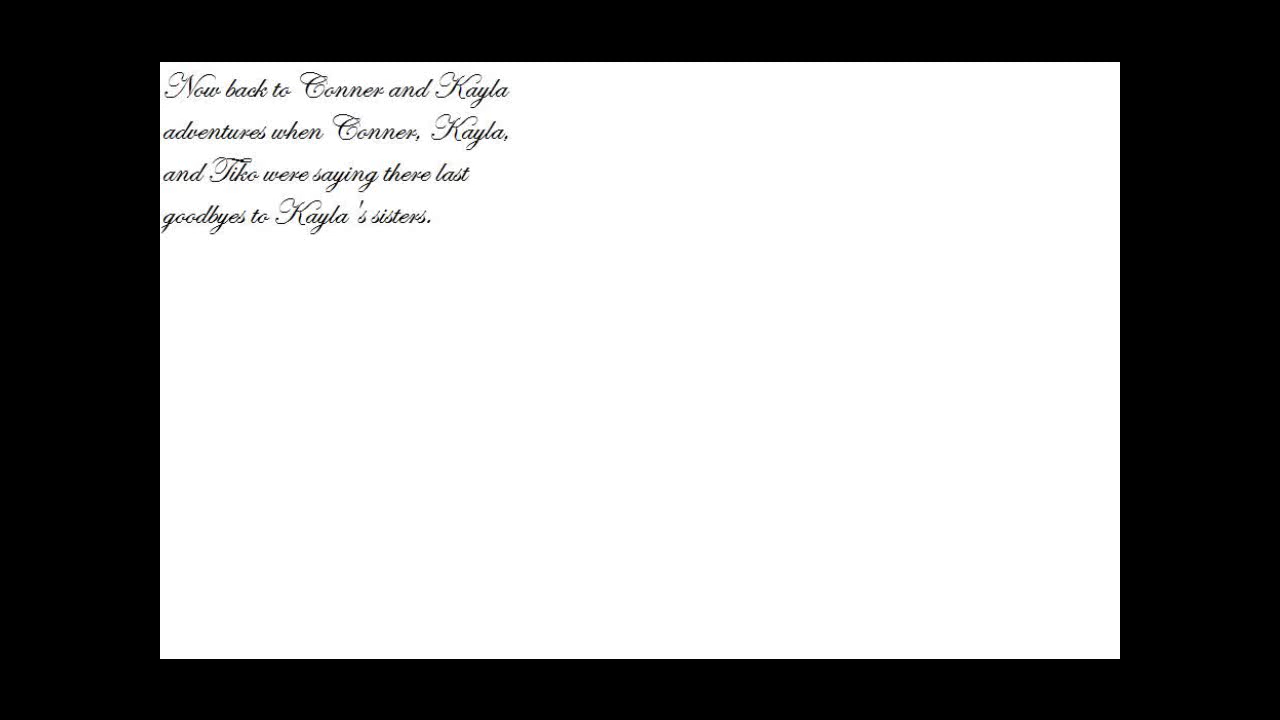 Now back to Conner and Kayla
adventures when Conner, Kayla,
and Tiko were saying there last
goodbyes to Kayla 's sisters.